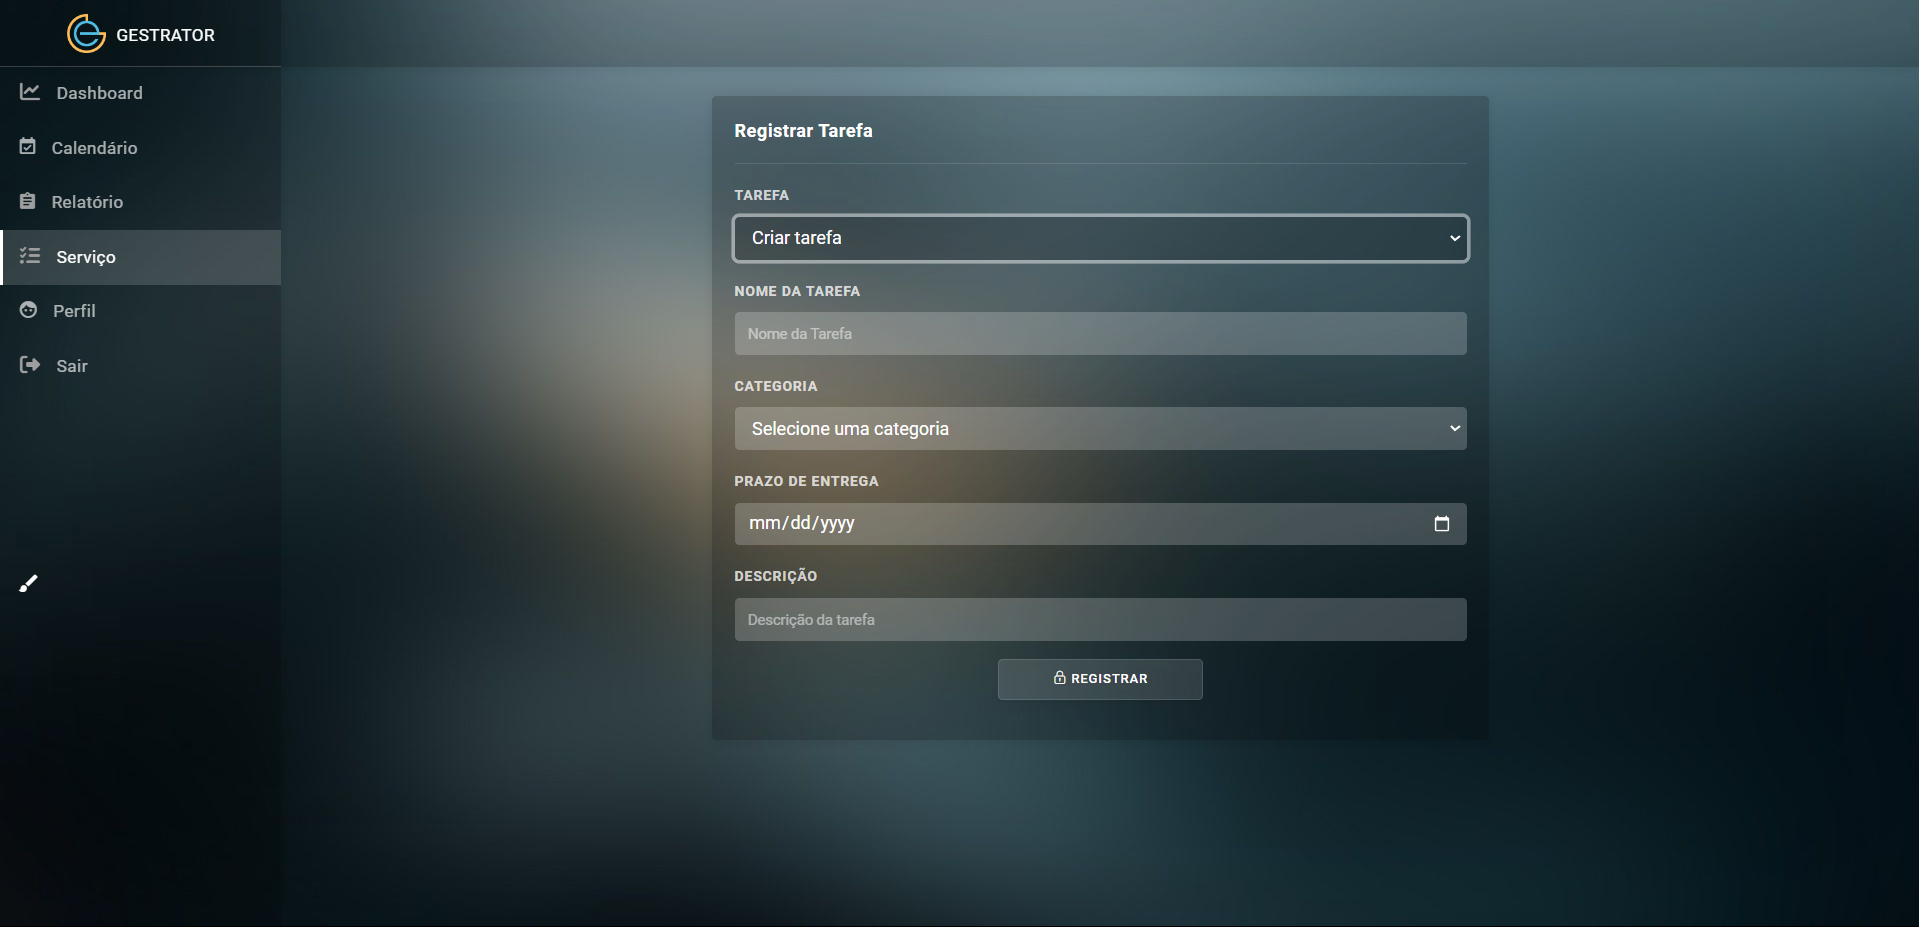 GESTRATOR
Dashboard
Calendário
Relatório
Serviço
Perfil
Sair
Registrar Tarefa
TAREFA
Criar tarefa
NOME DA TAREFA
Nome da Tarefa
CATEGORIA
Selecione uma categoria
PRAZO DE ENTREGA
mm/dd/yyyy
DESCRIÇÃO
Descrição da tarefa
REGISTRAR